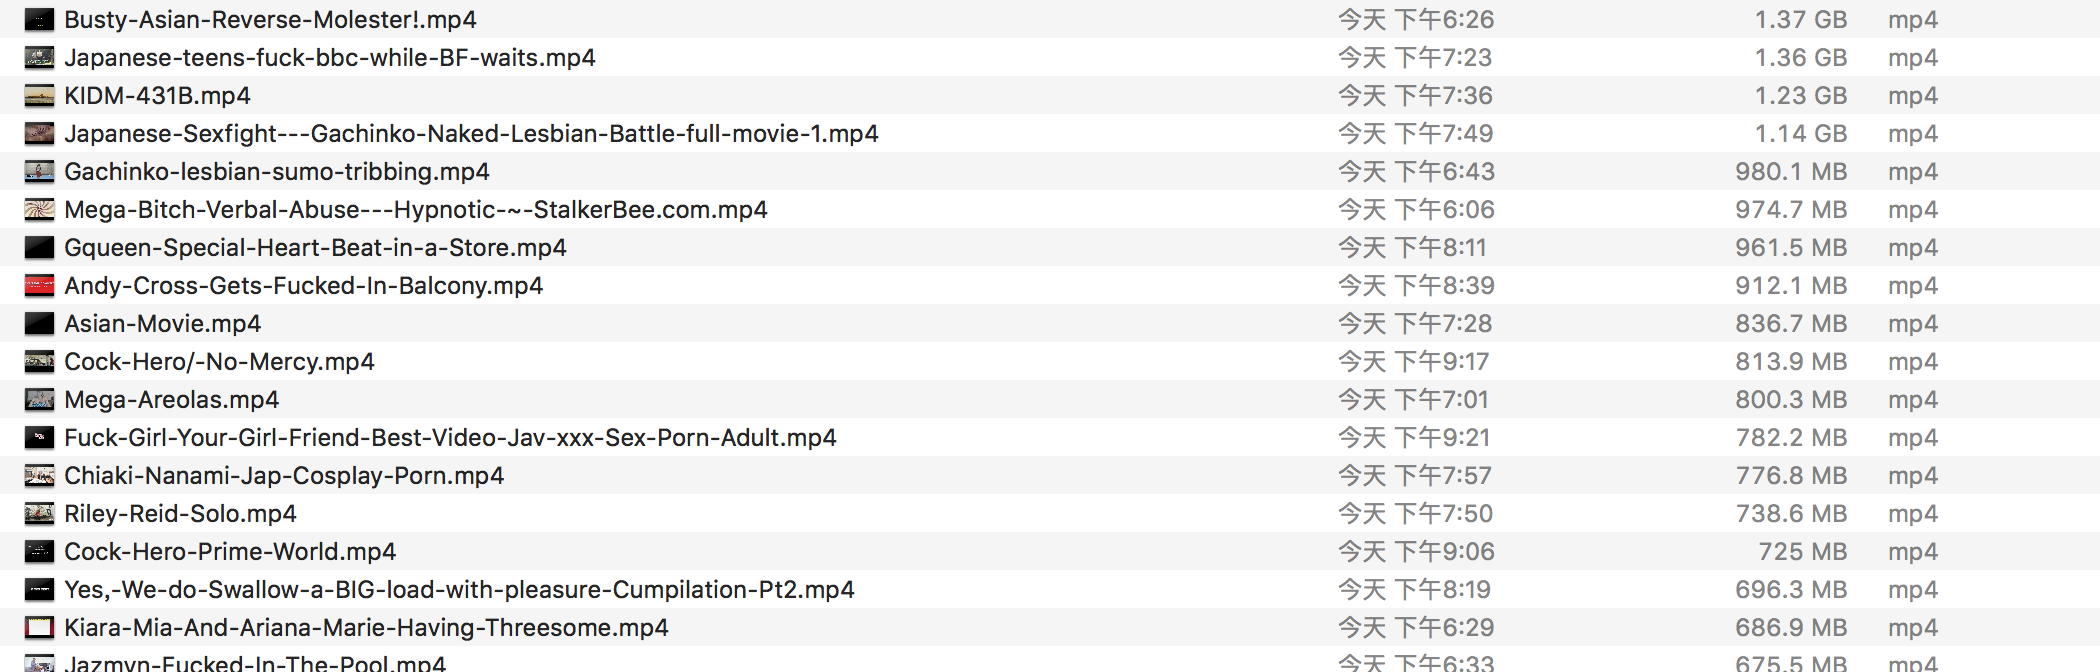 Busty-Asian-Reverse-Molester!.mp4 今天 下午6:26 1.37 GB mp4
Japanese-teens-fuck-bbc-while-BF-waits.mp4 今天 下午7:23 1.36 GB mp4
KIDM-431B.mp4 今天 下午7:36 1.23 GB mp4
Japanese-Sexfight---Gachinko-Naked-Lesbian-Battle-full-movie-1.mp4 今天 下午7:49 1.14 GB mp4
Gachinko-lesbian-sumo-tribbing.mp4 今天 下午6:43 980.1 MB mp4
Mega-Bitch-Verbal-Abuse---Hypnotic-~-StalkerBee.com.mp4 今天 下午6:06 974.7 MB mp4
Gqueen-Special-Heart-Beat-in-a-Store.mp4 今天 下午8:11 961.5 MB mp4
Andy-Cross-Gets-Fucked-In-Balcony.mp4 今天 下午8:39 912.1 MB mp4
Asian-Movie.mp4 今天 下午7:28 836.7 MB mp4
Cock-Hero/-No-Mercy.mp4 今天 下午9:17 813.9 MB mp4
Mega-Areolas.mp4 今天 下午7:01 800.3 MB mp4
Fuck-Girl-Your-Girl-Friend-Best-Video-Jav-xxx-Sex-Porn-Adult.mp4 今天 下午9:21 782.2 MB mp4
Chiaki-Nanami-Jap-Cosplay-Porn.mp4 今天 下午7:57 776.8 MB mp4
Riley-Reid-Solo.mp4 今天 下午7:50 738.6 MB mp4
Cock-Hero-Prime-World.mp4 今天 下午9:06 725 MB mp4
Yes,-We-do-Swallow-a-BIG-load-with-pleasure-Cumpilation-Pt2.mp4 今天 下午8:19 696.3 MB mp4
Kiara-Mia-And-Ariana-Marie-Having-Threesome.mp4 今天 下午6:29 686.9 MB mp4
Jazmyn-Fucked-In-The-Pool.mp4 今天 下午6:33 675.5 MB mp4